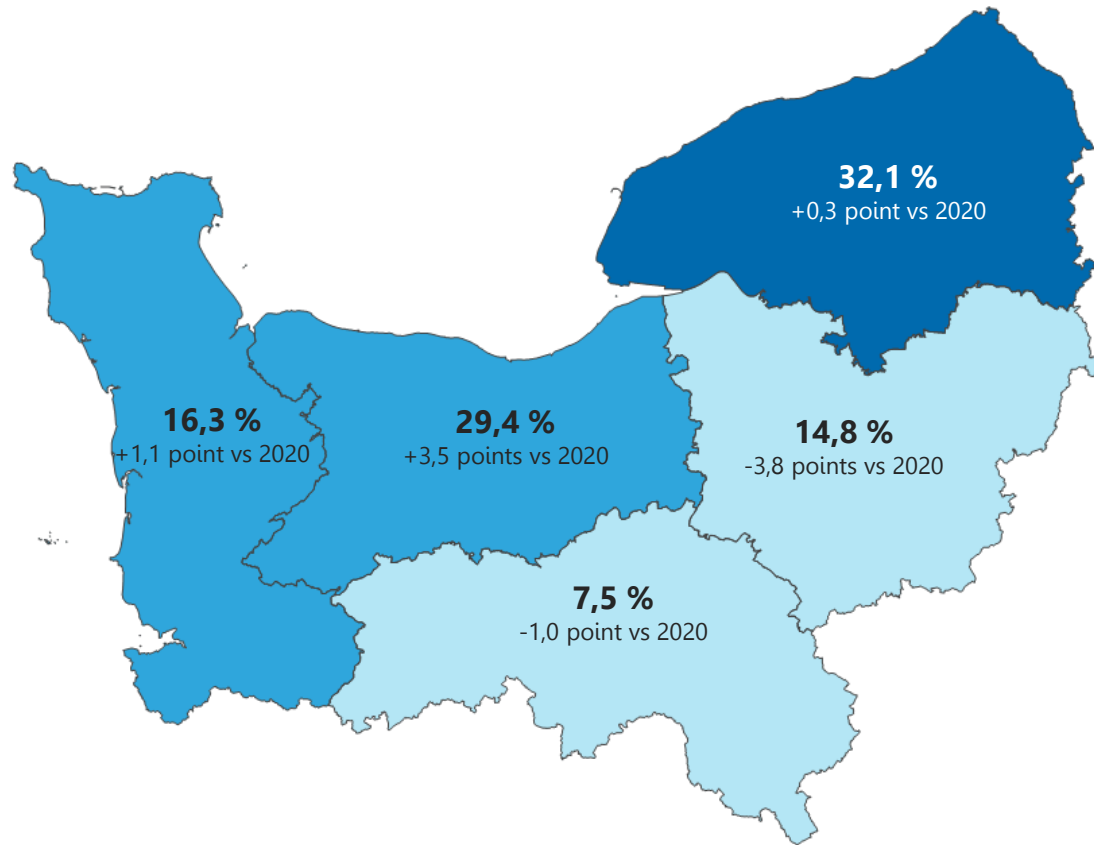 32,1 %
+0,3 point vs 2020
16,3 %
+1,1 point vs 2020
29,4 %
+3,5 points vs 2020
14,8 %
-3,8 points vs 2020
7,5 %
-1,0 point vs 2020